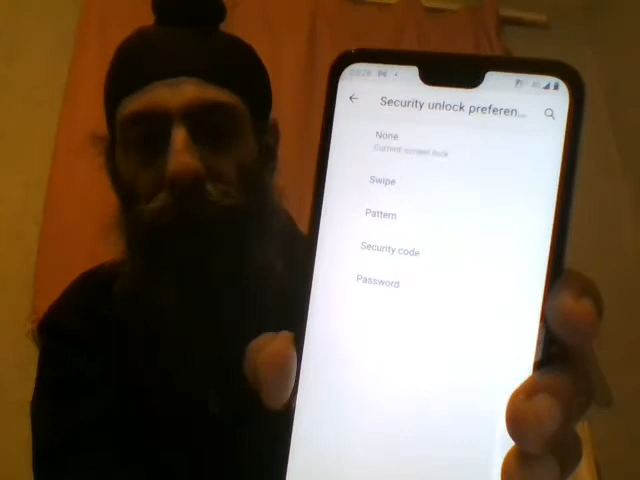 Security unlock preferen...
None
Current screen lock
Swipe
Pattern
Security code
Password